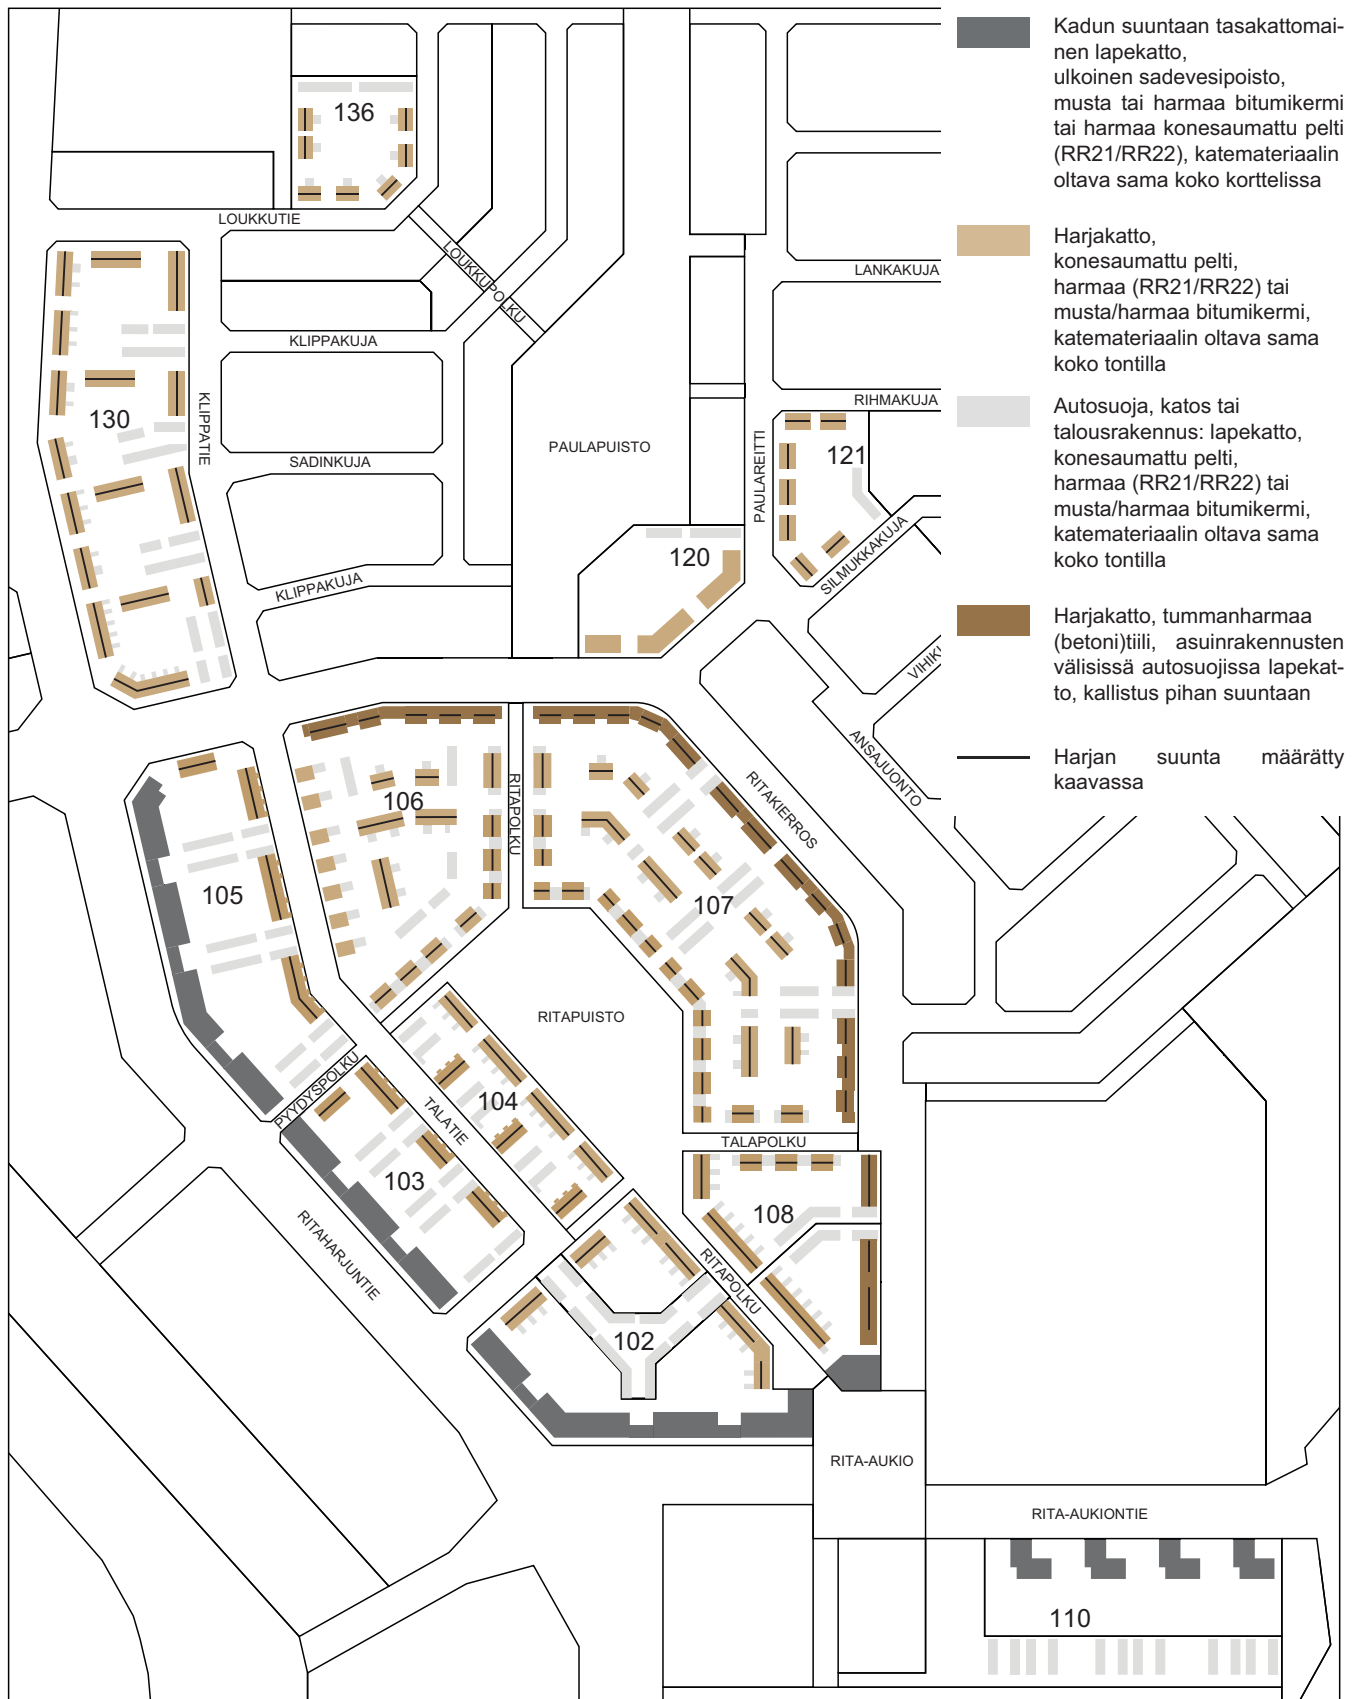 Kadun suuntaan tasakattomai-
nen lapekatto,
ulkoinen sadevesipoisto,
musta tai harmaa bitumikermi
tai harmaa konesaumattu pelti
(RR21/RR22), katemateriaalin
oltava sama koko korttelissa
Harjakatto,
konesaumattu pelti,
harmaa (RR21/RR22) tai
musta/harmaa bitumikermi,
katemateriaalin oltava sama
koko tontilla
Autosuoja, katos tai
talousrakennus: lapekatto,
konesaumattu pelti,
harmaa (RR21/RR22) tai
musta/harmaa bitumikermi,
katemateriaalin oltava sama
koko tontilla
Harjakatto, tummanharmaa
(betoni)tiili, asuinrakennusten
välisissä autosuojissa lapekat-
to, kallistus pihan suuntaan
Harjan suunta määrätty
kaavassa
136
LOUKKUTIE
LOUKKUPOLKU
LANKAKUJA
KLIPPAKUJA
RIHMAKUJA
KLIPPATIE
130
PAULAPUISTO
PAULAREITTI
121
SADINKUJA
120
SILMUKKAKUJA
KLIPPAKUJA
VIHIKU
ANSAJUONTO
RITAKIERROS
RITAPOLKU
106
105
107
RITAPUISTO
PYYDYSPOLKU
TALATIE
104
TALAPOLKU
103
108
RITAHARJUNTIE
RITAPOLKU
102
RITA-AUKIO
RITA-AUKIONTIE
110